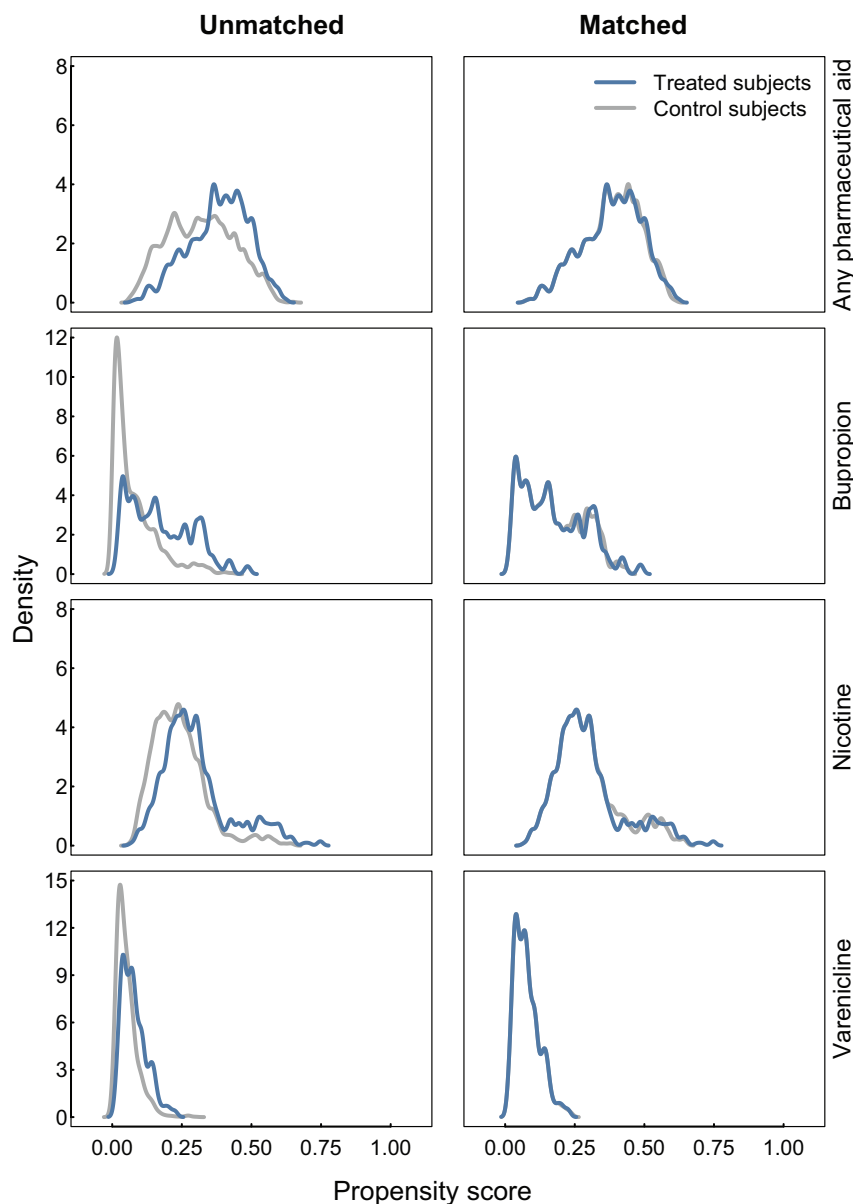 Unmatched
Matched
8
6
4
2
0
Treated subjects
Control subjects
Any pharmaceutical aid
12
10
8
6
4
2
0
Bupropion
Density
8
6
4
2
0
Nicotine
15
12
9
6
3
0
Varenicline
0.00 0.25 0.50 0.75 1.00
0.00 0.25 0.50 0.75 1.00
Propensity score